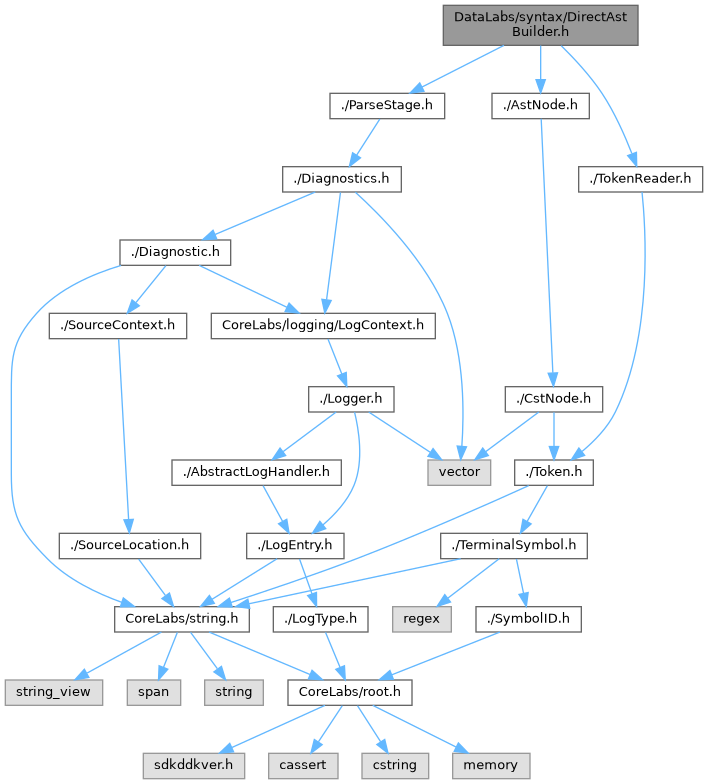 DataLabs/syntax/DirectAst
Builder.h
./ParseStage.h
./AstNode.h
./TokenReader.h
./Diagnostics.h
./Diagnostic.h
./SourceContext.h
CoreLabs/logging/LogContext.h
./Logger.h
./CstNode.h
./AbstractLogHandler.h
vector
./Token.h
./SourceLocation.h
./LogEntry.h
./TerminalSymbol.h
CoreLabs/string.h
./LogType.h
regex
./SymbolID.h
string_view
span
string
CoreLabs/root.h
sdkddkver.h
cassert
cstring
memory